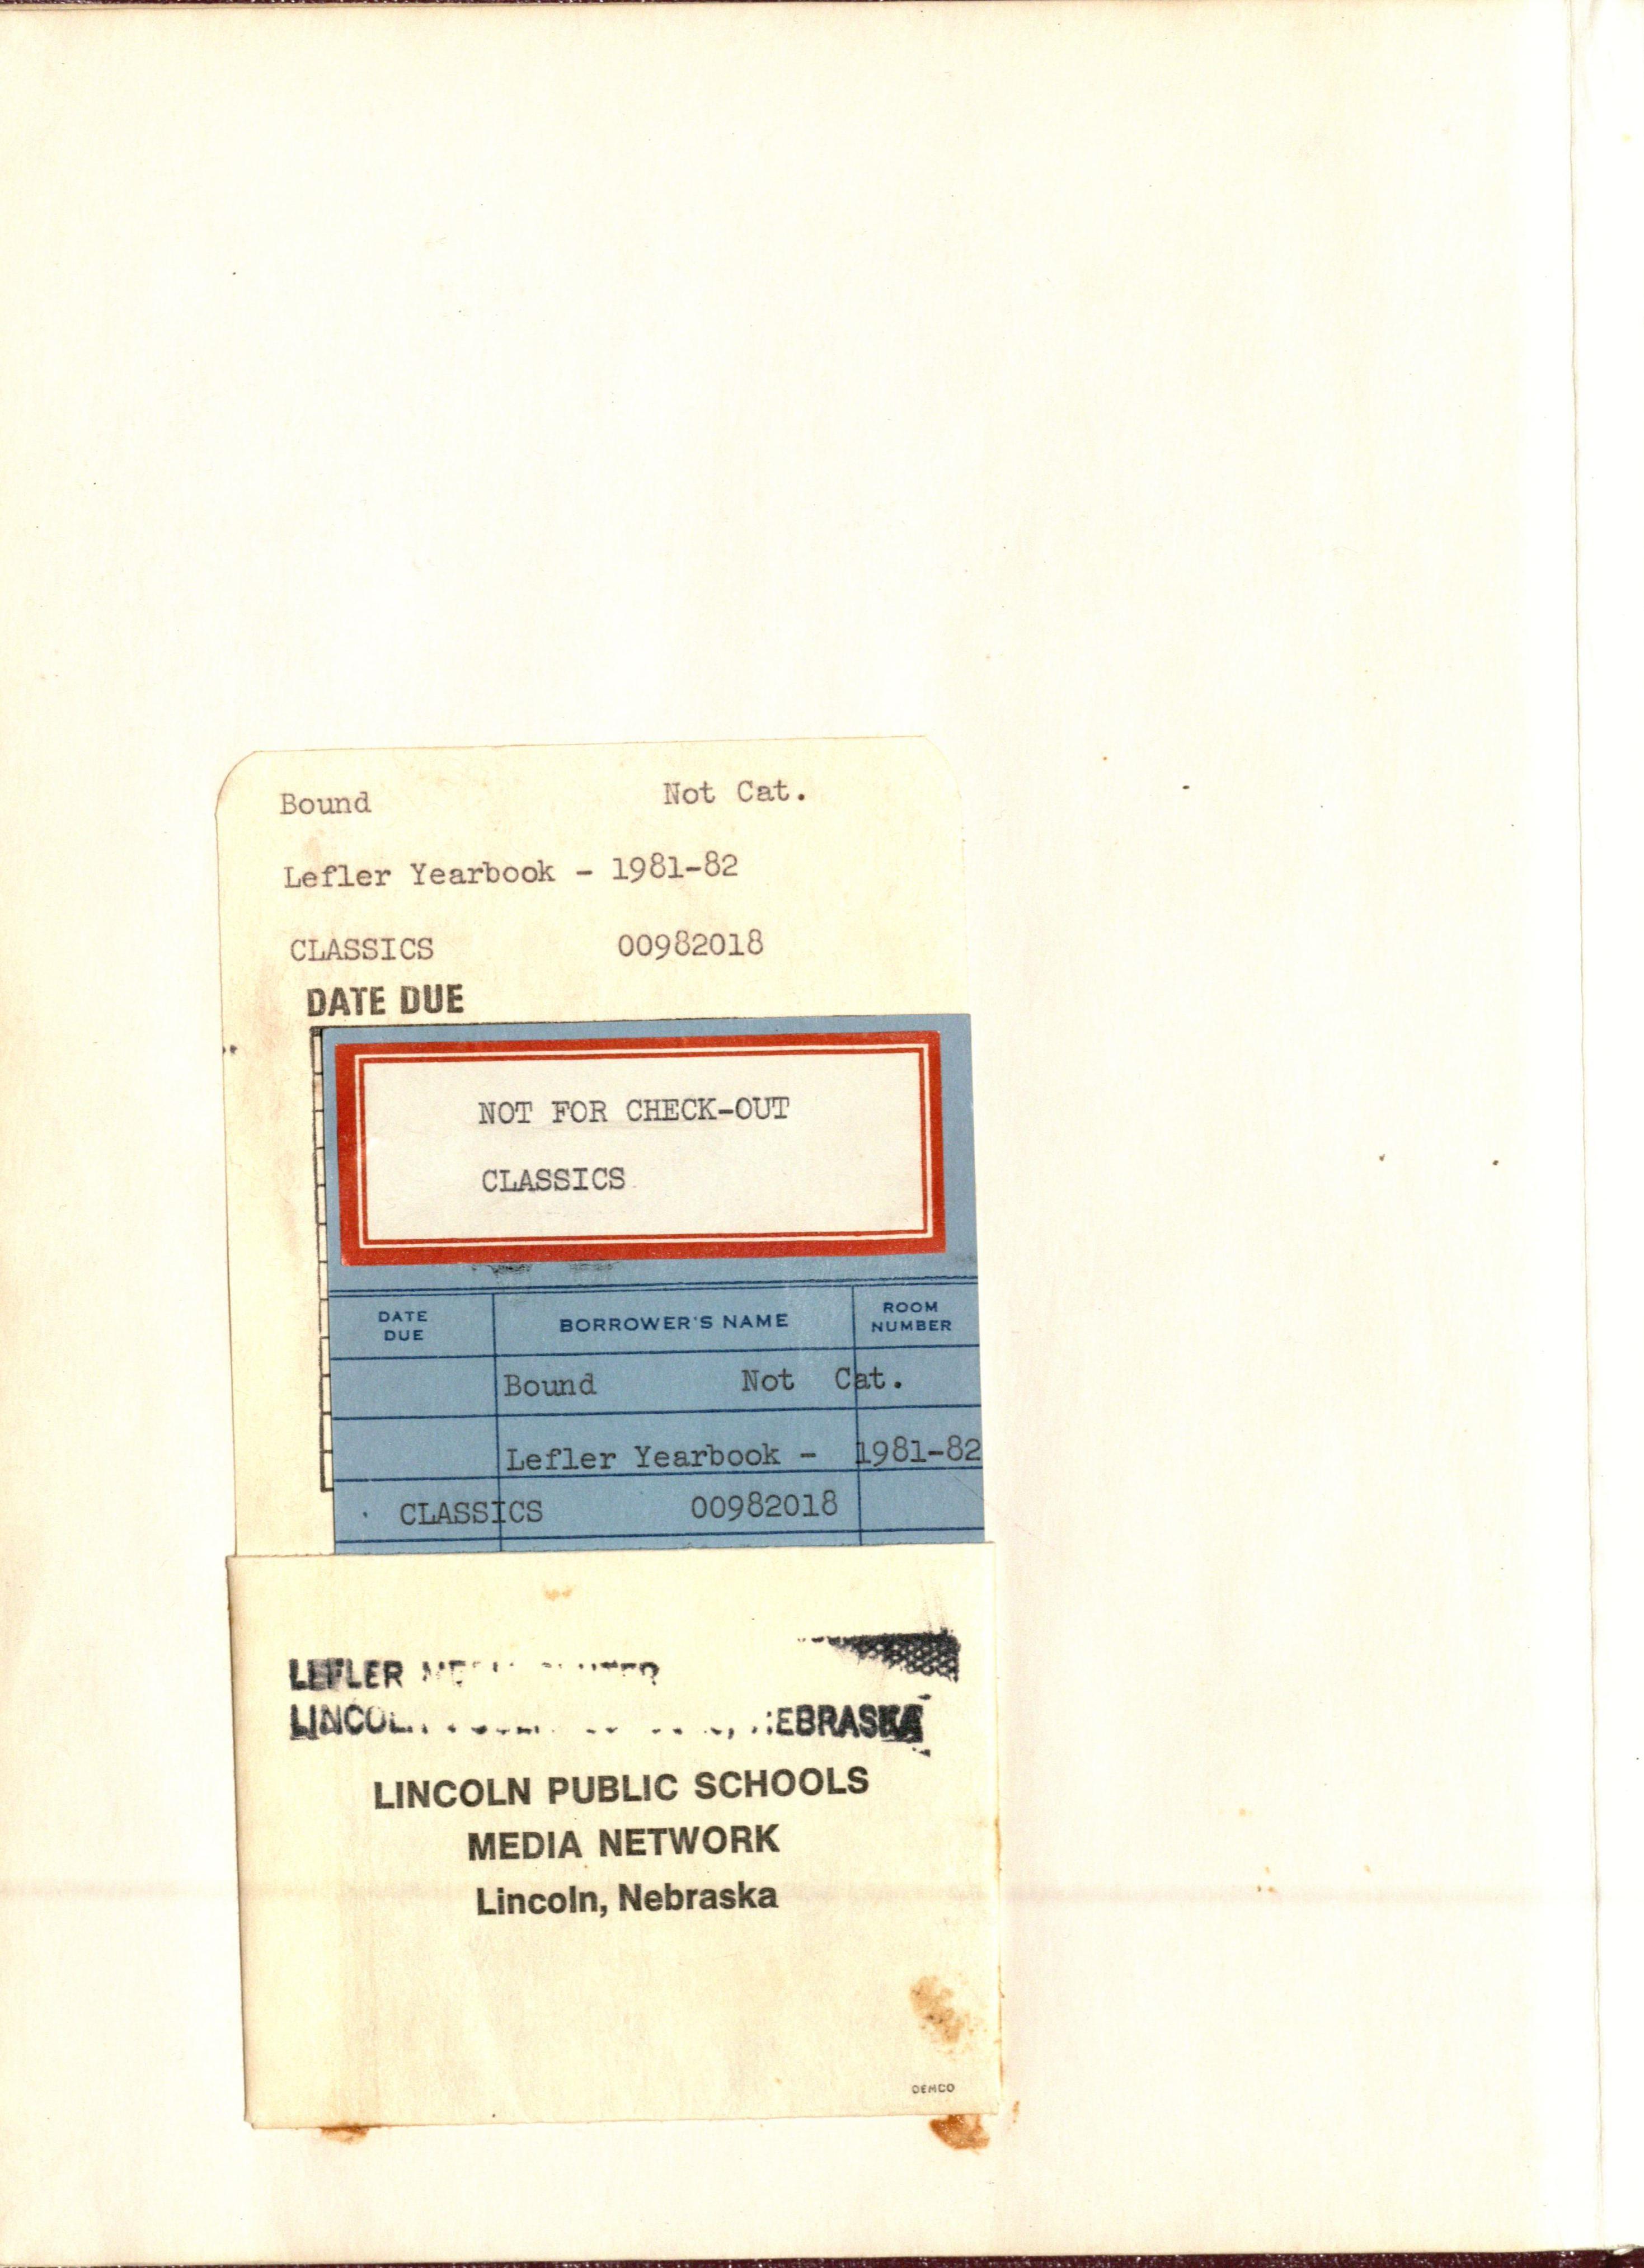 Bound Not Cat.
Lefler Yearbook - 1981-82
CLASSICS 00982018
DATE DUE
NOT FOR CHECK-OUT
CLASSICS
DATE DUE BORROWER'S NAME ROOM NUMBER
Bound Not Cat.
Lefler Yearbook - 1981-82
CLASSICS 00982018
LEFLER
NEBRASKA
LINCOLN PUBLIC SCHOOLS
MEDIA NETWORK
Lincoln, Nebraska
DEMCO